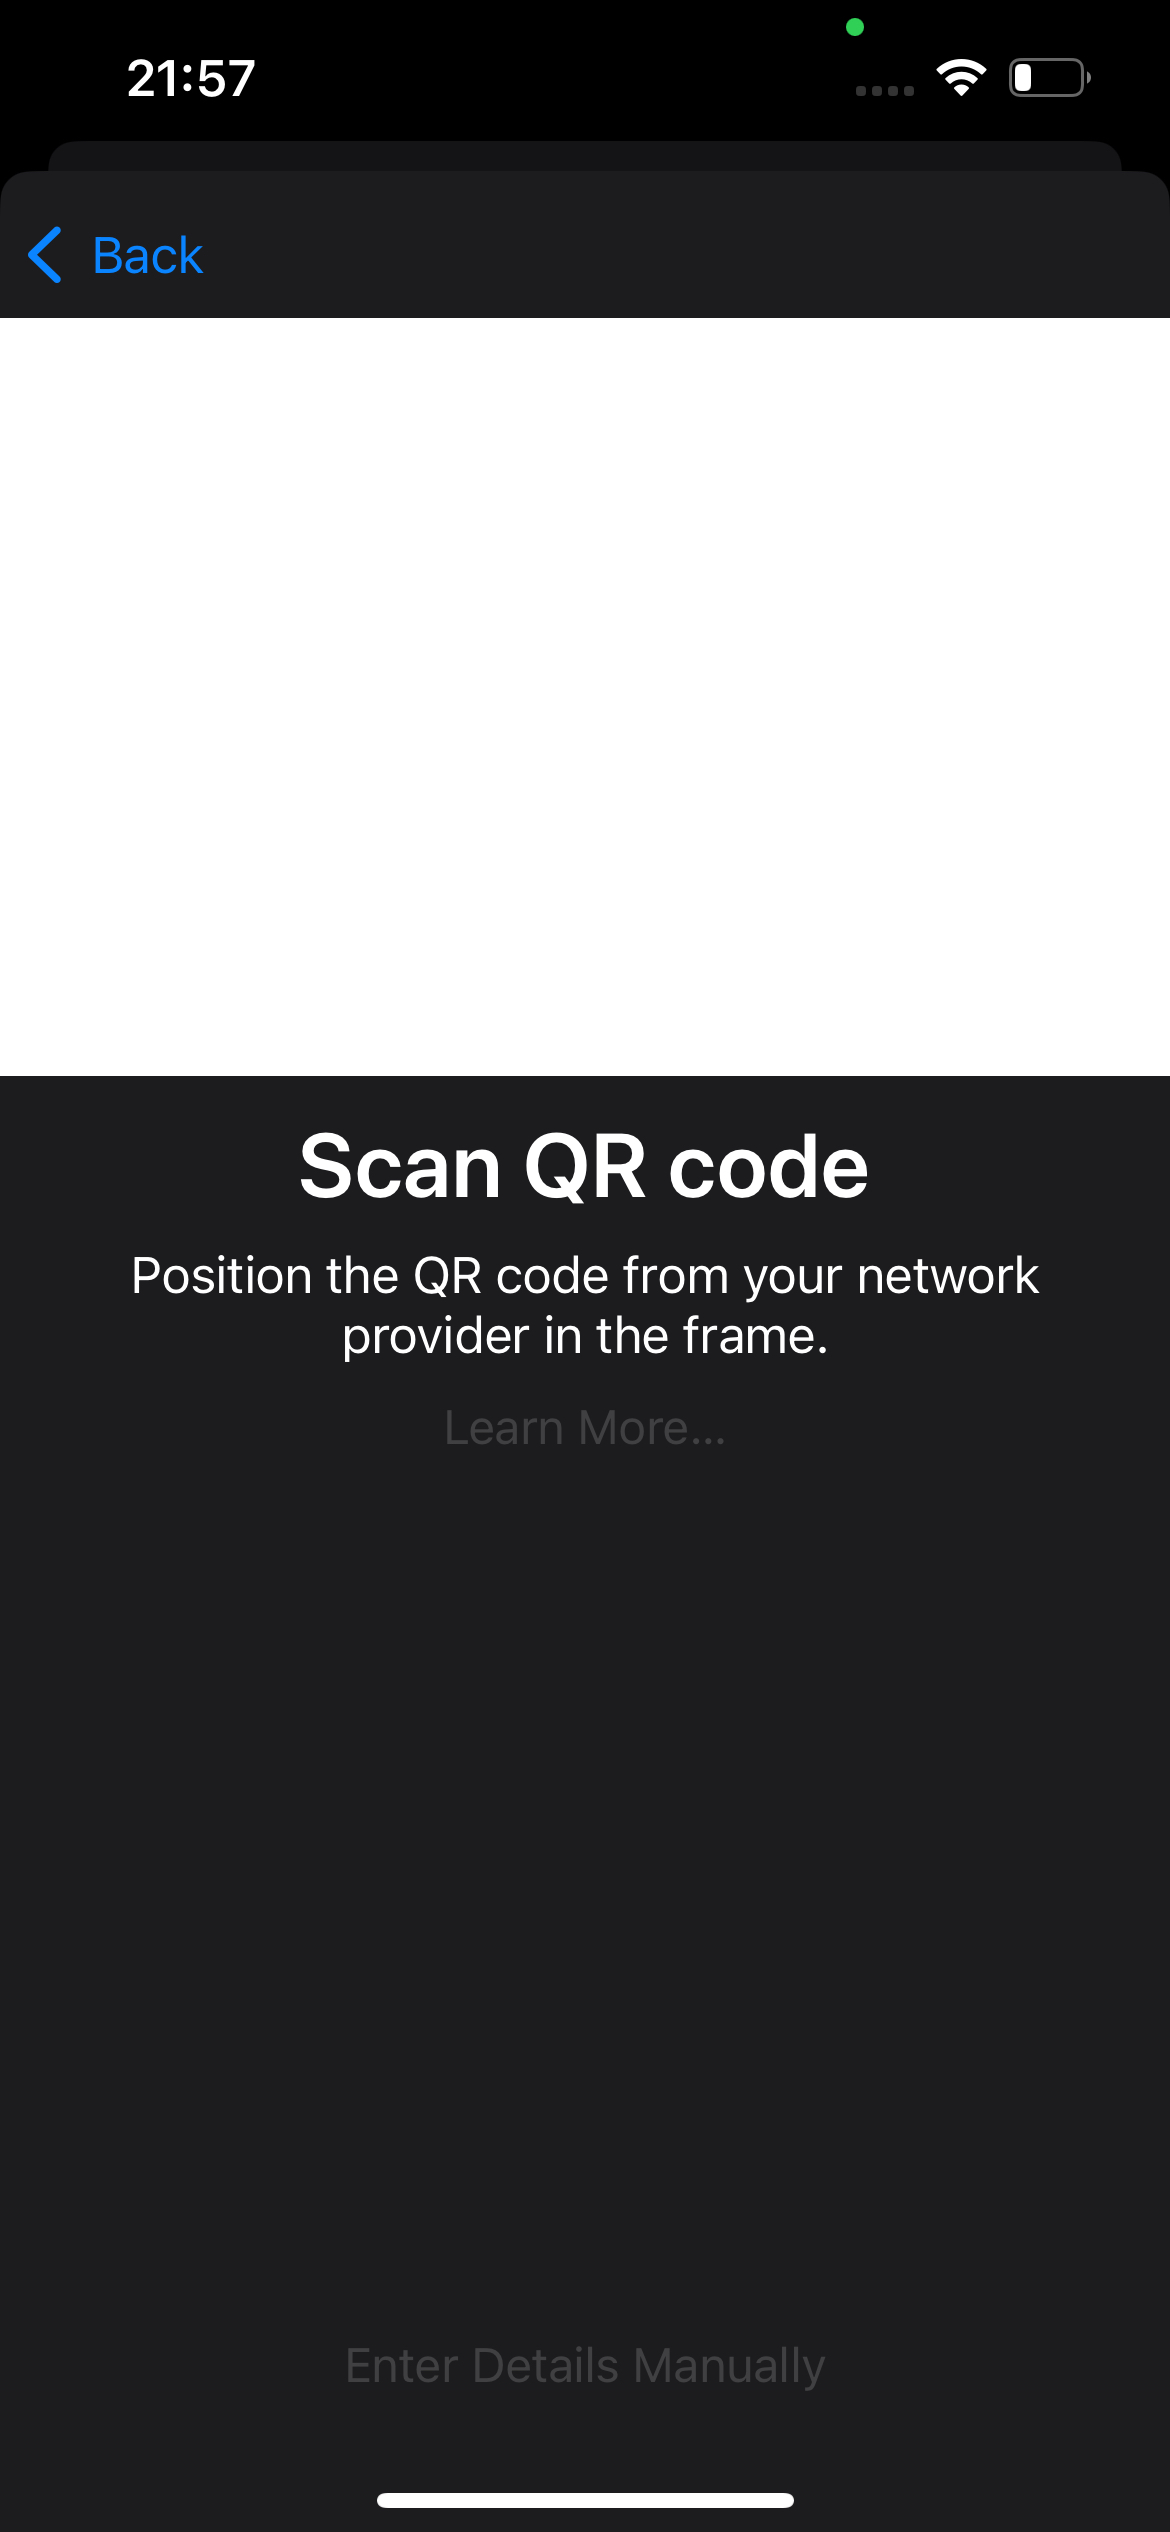 21:57
Back
Scan QR code
Position the QR code from your network
provider in the frame.
Learn More...
Enter Details Manually